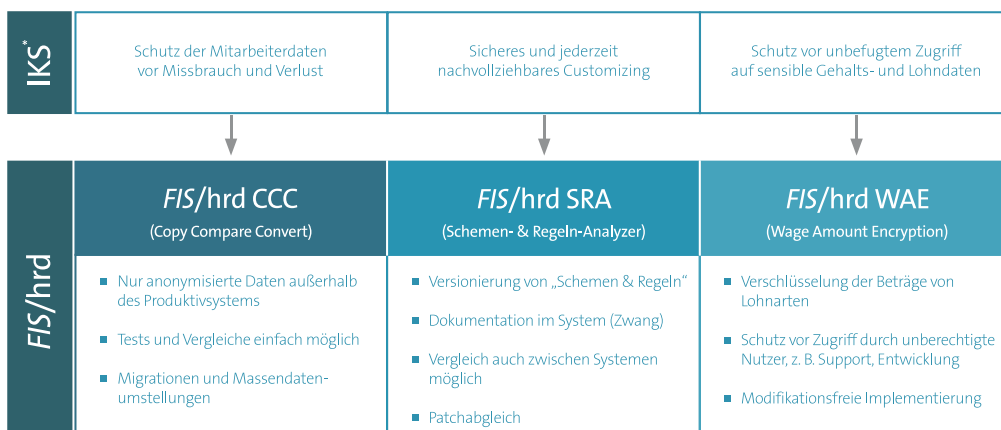 IKS*
Schutz der Mitarbeiterdaten
vor Missbrauch und Verlust
Sicheres und jederzeit
nachvollziehbares Customizing
Schutz vor unbefugtem Zugriff
auf sensible Gehalts- und Lohndaten
FIS/hrd
FIS/hrd CCC
(Copy Compare Convert)
▪ Nur anonymisierte Daten außerhalb
des Produktivsystems
▪ Tests und Vergleiche einfach möglich
▪ Migrationen und Massendaten-
umstellungen
FIS/hrd SRA
(Schemen- & Regeln-Analyzer)
▪ Versionierung von „Schemen & Regeln“
▪ Dokumentation im System (Zwang)
▪ Vergleich auch zwischen Systemen
möglich
▪ Patchabgleich
FIS/hrd WAE
(Wage Amount Encryption)
▪ Verschlüsselung der Beträge von
Lohnarten
▪ Schutz vor Zugriff durch unberechtigte
Nutzer, z. B. Support, Entwicklung
▪ Modifikationsfreie Implementierung